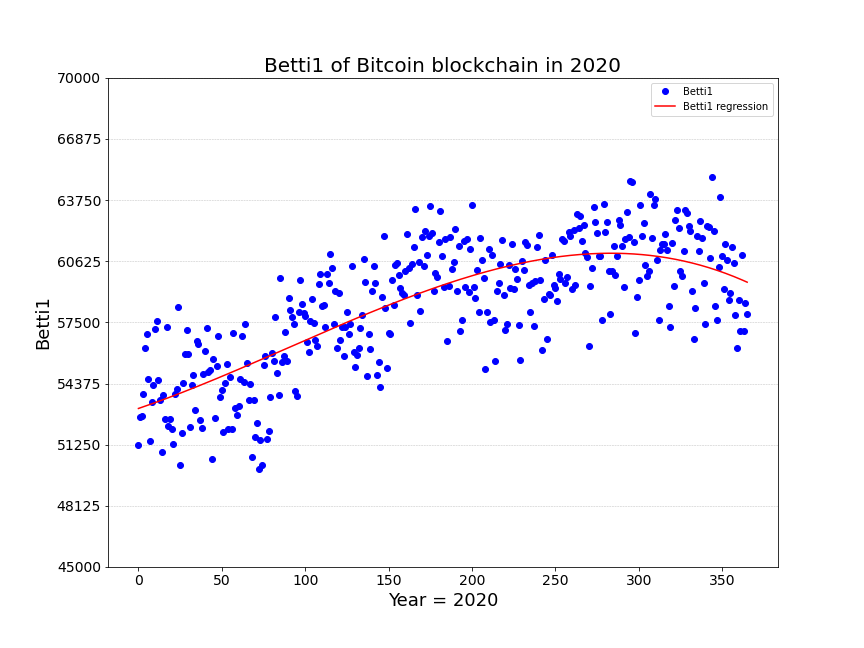 Betti1 of Bitcoin blockchain in 2020
70000
66875
63750
60625
57500
54375
51250
48125
45000
Betti1
Betti1
Betti1 regression
0 50 100 150 200 250 300 350
Year = 2020